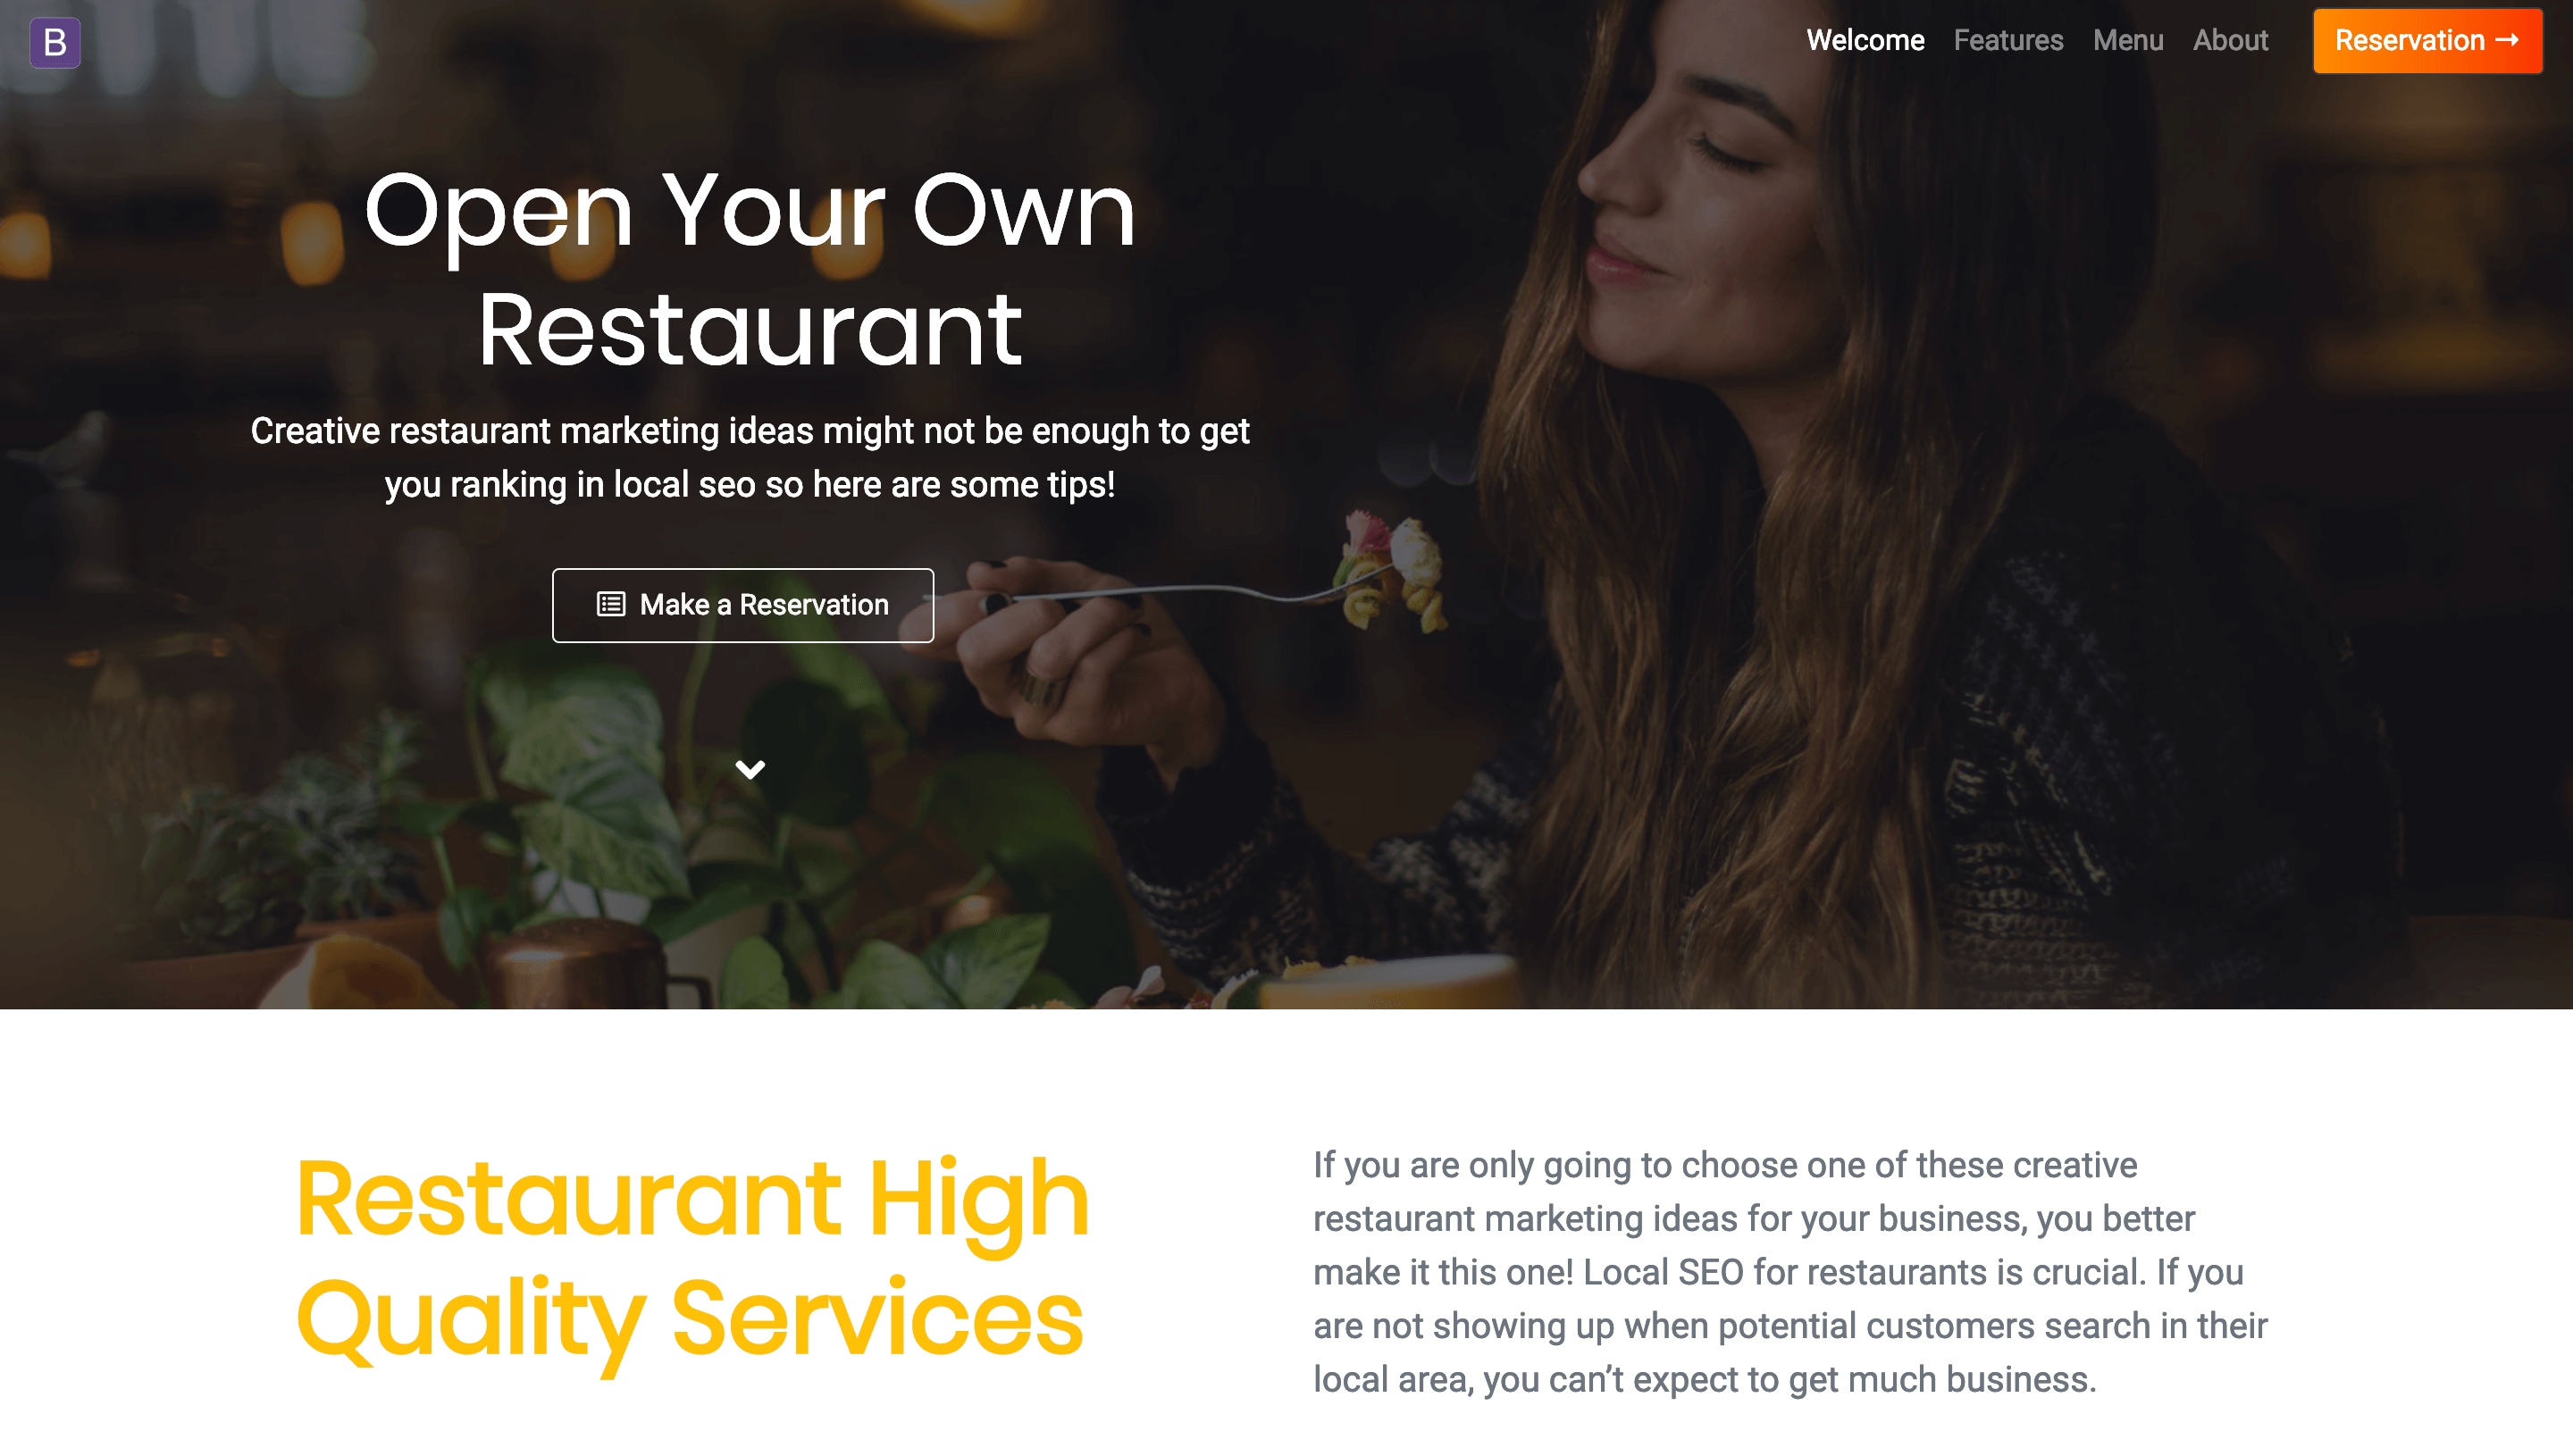 B
Welcome Features Menu About Reservation →
Open Your Own
Restaurant
Creative restaurant marketing ideas might not be enough to get
you ranking in local seo so here are some tips!
Make a Reservation
Restaurant High
Quality Services
If you are only going to choose one of these creative
restaurant marketing ideas for your business, you better
make it this one! Local SEO for restaurants is crucial. If you
are not showing up when potential customers search in their
local area, you can’t expect to get much business.